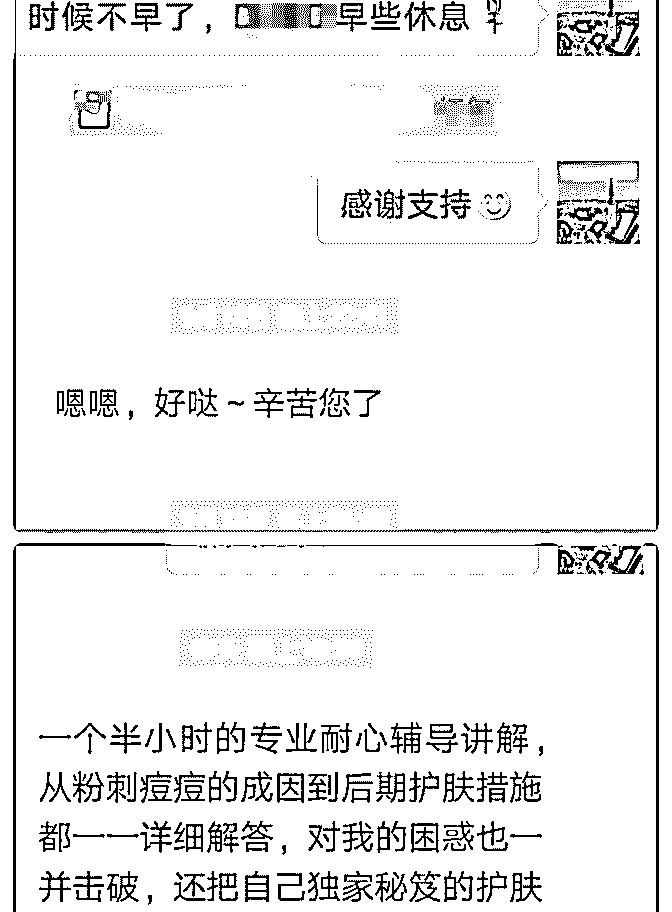 时候不早了，早些休息
感谢支持
嗯嗯，好哒~辛苦您了
一个半小时的专业耐心辅导讲解，
从粉刺痘痘的成因到后期护肤措施
都一一详细解答，对我的困惑也一
并击破，还把自己独家秘笈的护肤